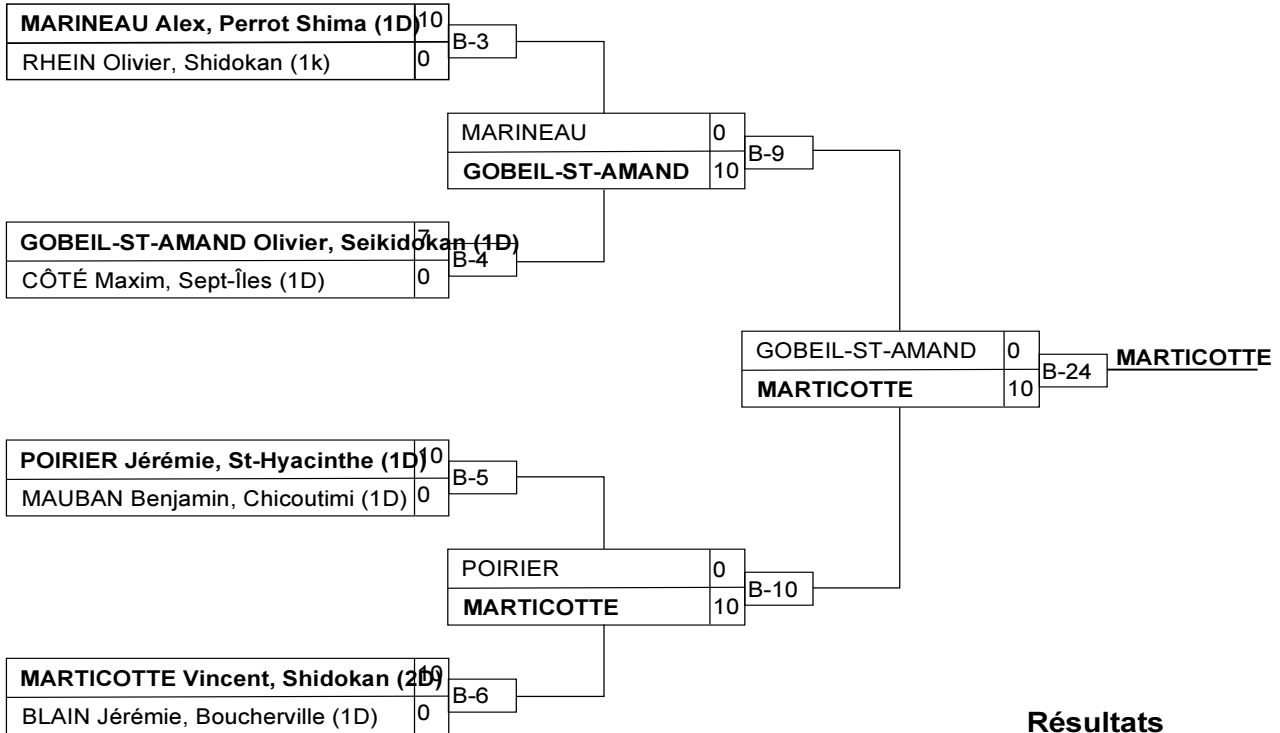 MARINEAU Alex, Perrot Shima (1D) 10
B-3
RHEIN Olivier, Shidokan (1k) 0
MARINEAU 0
B-9
GOBEIL-ST-AMAND 10
GOBEIL-ST-AMAND Olivier, Seikidokan (1D) 7
B-4
CÔTÉ Maxim, Sept-Îles (1D) 0
GOBEIL-ST-AMAND 0
B-24
MARTICOTTE
MARTICOTTE 10
POIRIER Jérémie, St-Hyacinthe (1D) 10
B-5
MAUBAN Benjamin, Chicoutimi (1D) 0
POIRIER 0
B-10
MARTICOTTE 10
MARTICOTTE Vincent, Shidokan (2D) 10
B-6
BLAIN Jérémie, Boucherville (1D) 0
Résultats